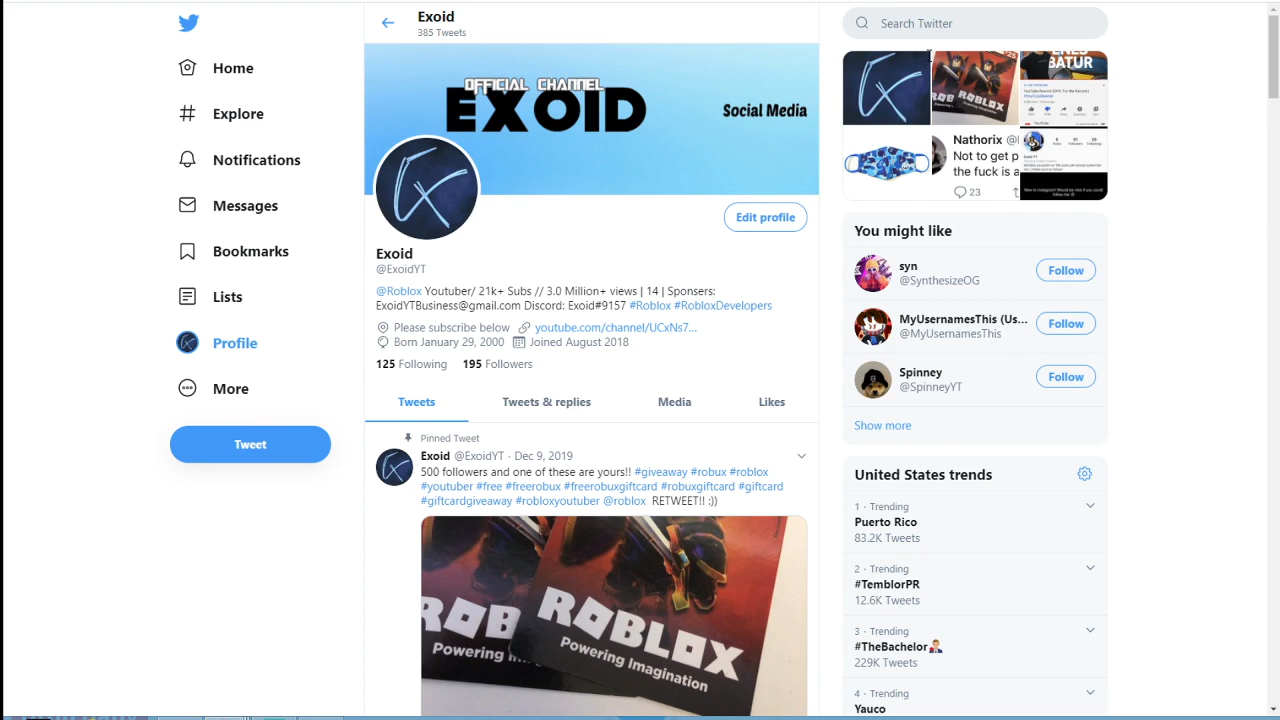 Home
Explore
Notifications
Messages
Bookmarks
Lists
Profile
More
Tweet
Exoid
385 Tweets
OFFICIAL CHANNEL
EXOID
Social Media
Edit profile
Exoid
@ExoidYT
@Roblox Youtuber/ 21k+ Subs // 3.0 Million+ views | 14 | Sponsers:
ExoidYTBusiness@gmail.com Discord: Exoid#9157 #Roblox #RobloxDevelopers
Please subscribe below youtube.com/channel/UCxNs7...
Born January 29, 2000 Joined August 2018
125 Following 195 Followers
Tweets Tweets & replies Media Likes
Pinned Tweet
Exoid @ExoidYT · Dec 9, 2019
500 followers and one of these are yours!! #giveaway #robux #roblox
#youtuber #free #freerobux #freerobuxgiftcard #robuxgiftcard #giftcard
#giftcardgiveaway #robloxyoutuber @roblox RETWEET!! :))
ROBLOX
Powering Imagination
Search Twitter
ROBLOX
BATUR
Nathorix
Not to get p
the fuck is a
23
You might like
syn
@SynthesizeOG
Follow
MyUsernamesThis (Us...
@MyUsernamesThis
Follow
Spinney
@SpinneyYT
Follow
Show more
United States trends
1 · Trending
Puerto Rico
83.2K Tweets
2 · Trending
#TemblorPR
12.6K Tweets
3 · Trending
#TheBachelor
229K Tweets
4 · Trending
Yauco